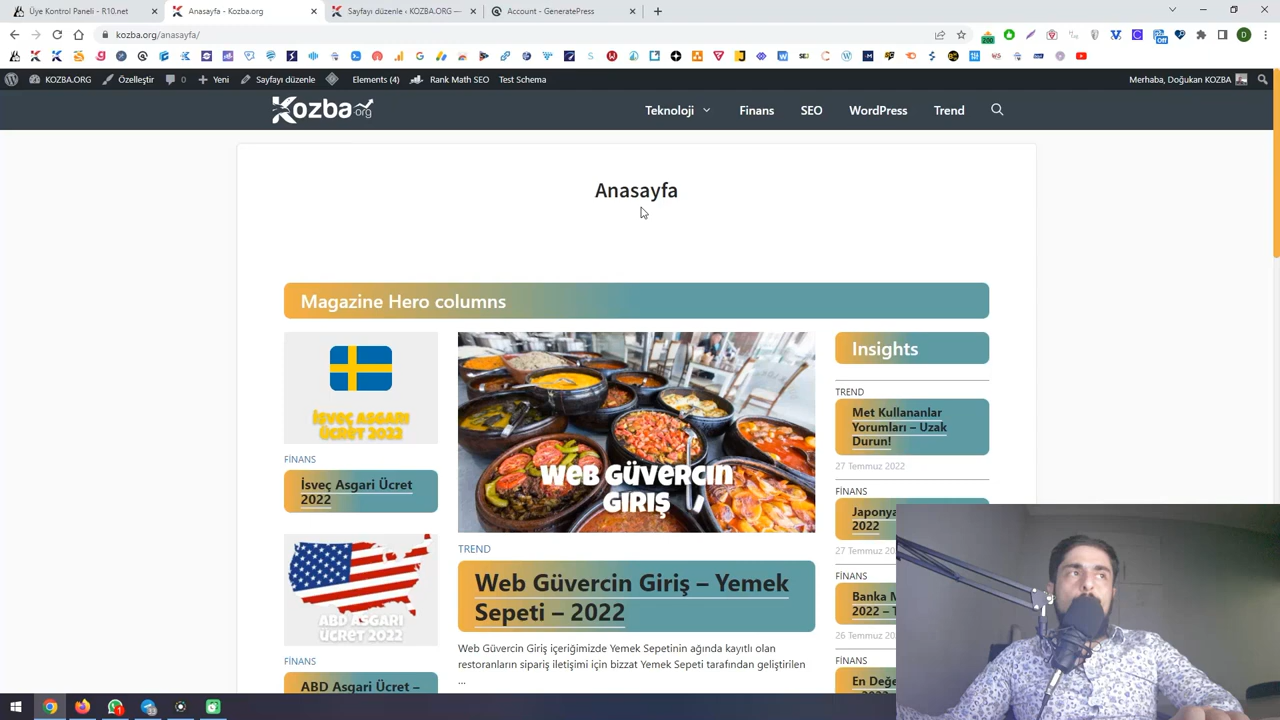 Üye Kontrol Paneli - R10.net
Anasayfa - Kozba.org
Sayfayı düzenle ‹ KOZBA.ORG —
Account - GeneratePress
kozba.org/anasayfa/
KOZBA.ORG
Özelleştir
0
Yeni
Sayfayı düzenle
Elements (4)
Rank Math SEO
Test Schema
Merhaba, Doğukan KOZBA
Kozba.org
Teknoloji
Finans
SEO
WordPress
Trend
Anasayfa
Magazine Hero columns
İSVEÇ ASGARİ
ÜCRET 2022
FİNANS
İsveç Asgari Ücret
2022
ABD ASGARİ
ÜCRET 2022
FİNANS
ABD Asgari Ücret –
WEB GÜVERCİN
GİRİŞ
TREND
Web Güvercin Giriş – Yemek
Sepeti – 2022
Web Güvercin Giriş içeriğimizde Yemek Sepetinin ağında kayıtlı olan
restoranların sipariş iletişimi için bizzat Yemek Sepeti tarafından geliştirilen
...
Insights
TREND
Met Kullananlar
Yorumları – Uzak
Durun!
27 Temmuz 2022
FİNANS
Japonya
2022
27 Temmuz 20
FİNANS
Banka M
2022 – T
26 Temmuz 20
FİNANS
En Değe